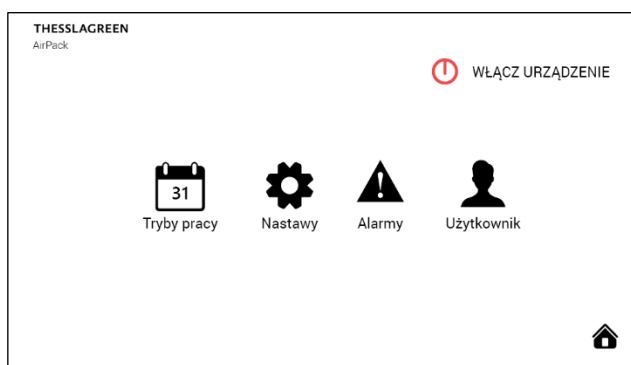 THESSLAGREEN
AirPack
WŁĄCZ URZĄDZENIE
31
Tryby pracy
Nastawy
Alarmy
Użytkownik